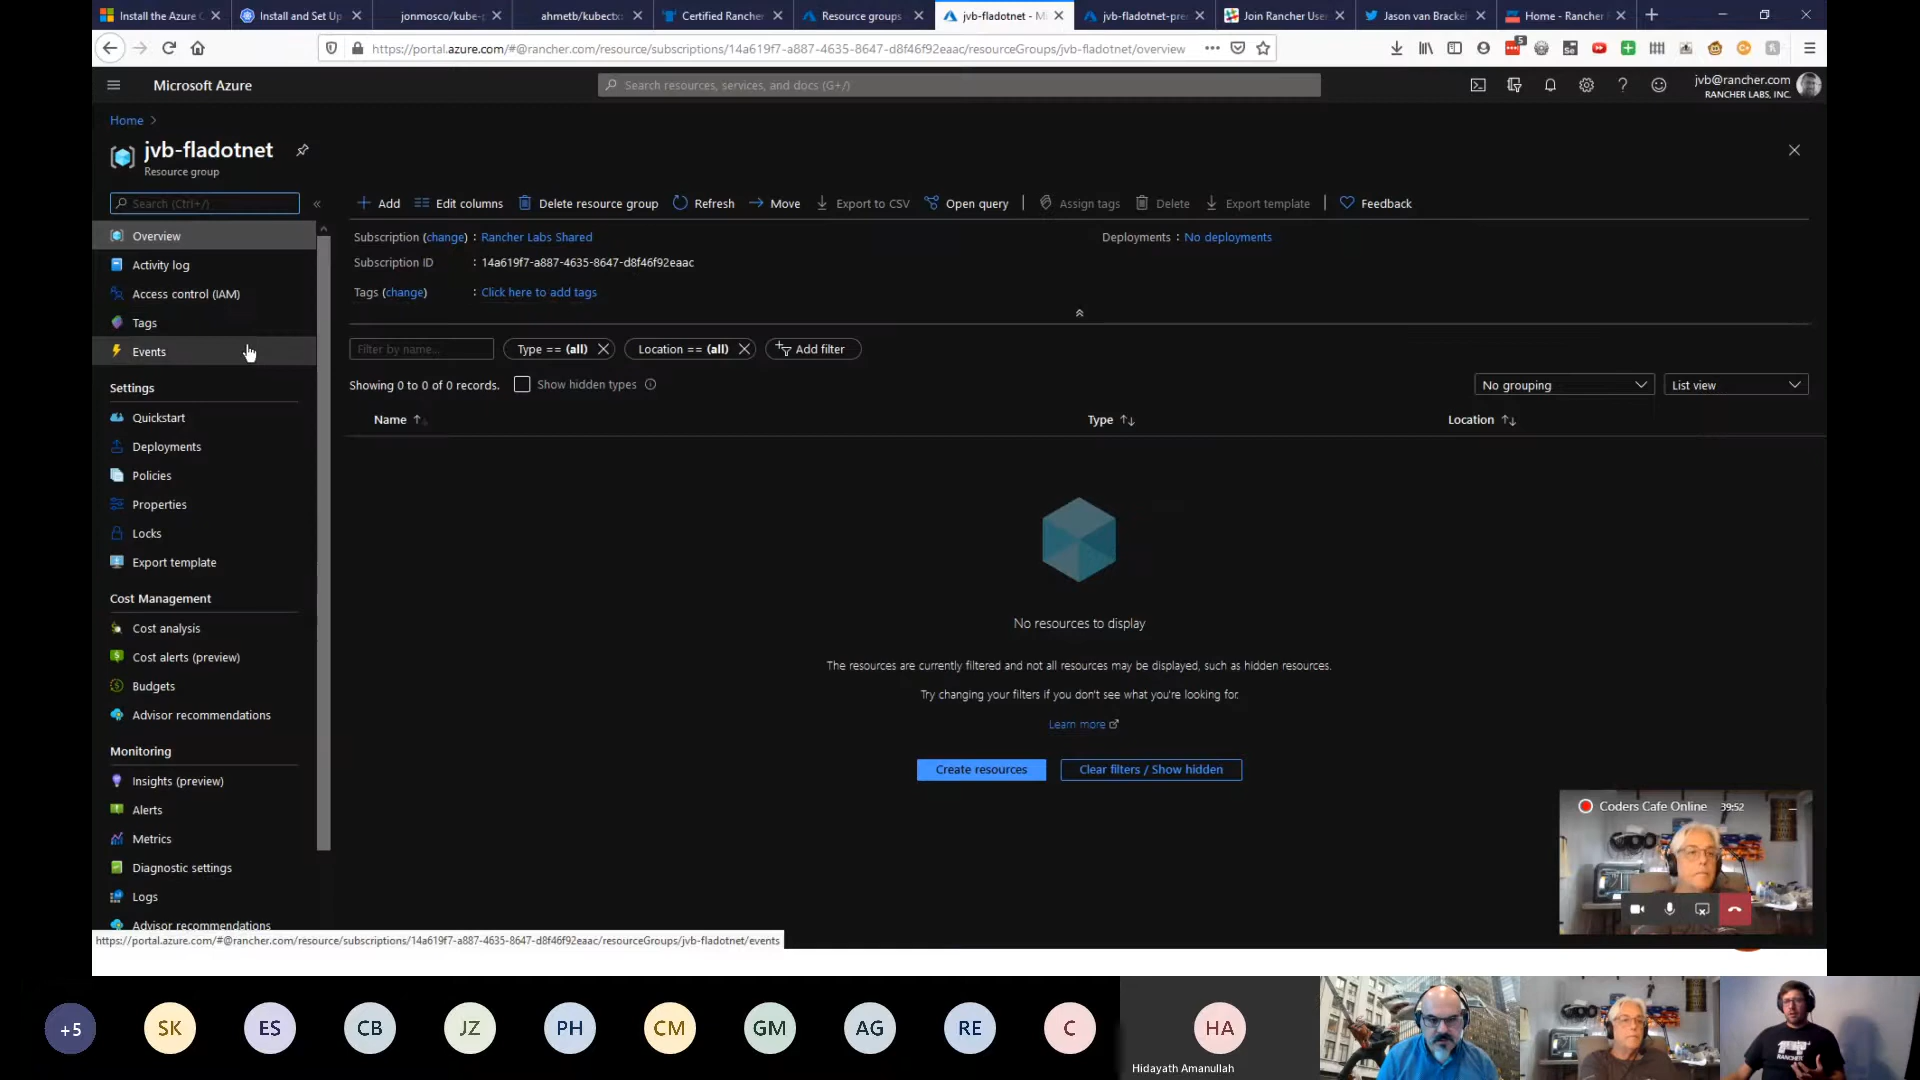 Install the Azure C
Install and Set Up
jonmosco/kube-p
ahmetb/kubectx:
Certified Rancher
Resource groups
jvb-fladotnet - Mi
jvb-fladotnet-pre
Join Rancher User
Jason van Brackel
Home - Rancher
https://portal.azure.com/#@rancher.com/resource/subscriptions/14a619f7-a887-4635-8647-d8f46f92eaac/resourceGroups/jvb-fladotnet/overview
5
Microsoft Azure
Search resources, services, and docs (G+/)
jvb@rancher.com
RANCHER LABS, INC.
Home >
jvb-fladotnet
Resource group
Search (Ctrl+/)
«
Add
Edit columns
Delete resource group
Refresh
Move
Export to CSV
Open query
Assign tags
Delete
Export template
Feedback
Overview
Activity log
Access control (IAM)
Tags
Events
Settings
Quickstart
Deployments
Policies
Properties
Locks
Export template
Cost Management
Cost analysis
Cost alerts (preview)
Budgets
Advisor recommendations
Monitoring
Insights (preview)
Alerts
Metrics
Diagnostic settings
Logs
Advisor recommendations
Subscription (change) : Rancher Labs Shared
Deployments : No deployments
Subscription ID : 14a619f7-a887-4635-8647-d8f46f92eaac
Tags (change) : Click here to add tags
Filter by name...
Type == (all)
Location == (all)
Add filter
Showing 0 to 0 of 0 records.
Show hidden types
No grouping
List view
Name
Type
Location
No resources to display
The resources are currently filtered and not all resources may be displayed, such as hidden resources.
Try changing your filters if you don't see what you're looking for.
Learn more
Create resources
Clear filters / Show hidden
Coders Cafe Online 39:52
https://portal.azure.com/#@rancher.com/resource/subscriptions/14a619f7-a887-4635-8647-d8f46f92eaac/resourceGroups/jvb-fladotnet/events
+5
SK
ES
CB
JZ
PH
CM
GM
AG
RE
C
HA
Hidayath Amanullah
RANCHER